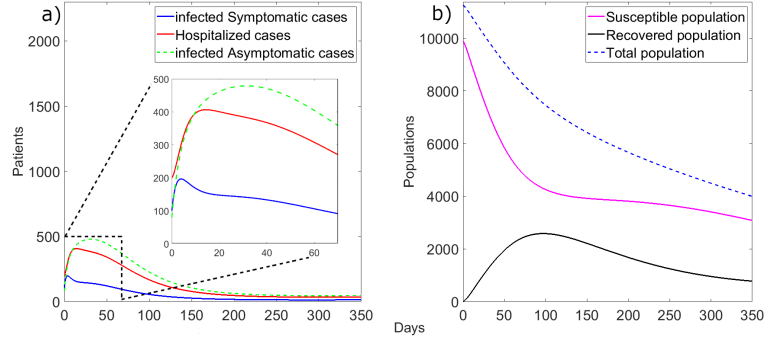 a)
infected Symptomatic cases
Hospitalized cases
infected Asymptomatic cases
Patients
2000
1500
1000
500
0
0 50 100 150 200 250 300 350
500
400
300
200
100
0
0 20 40 60
b)
Susceptible population
Recovered population
Total population
Populations
10000
8000
6000
4000
2000
0
0 50 100 150 200 250 300 350
Days